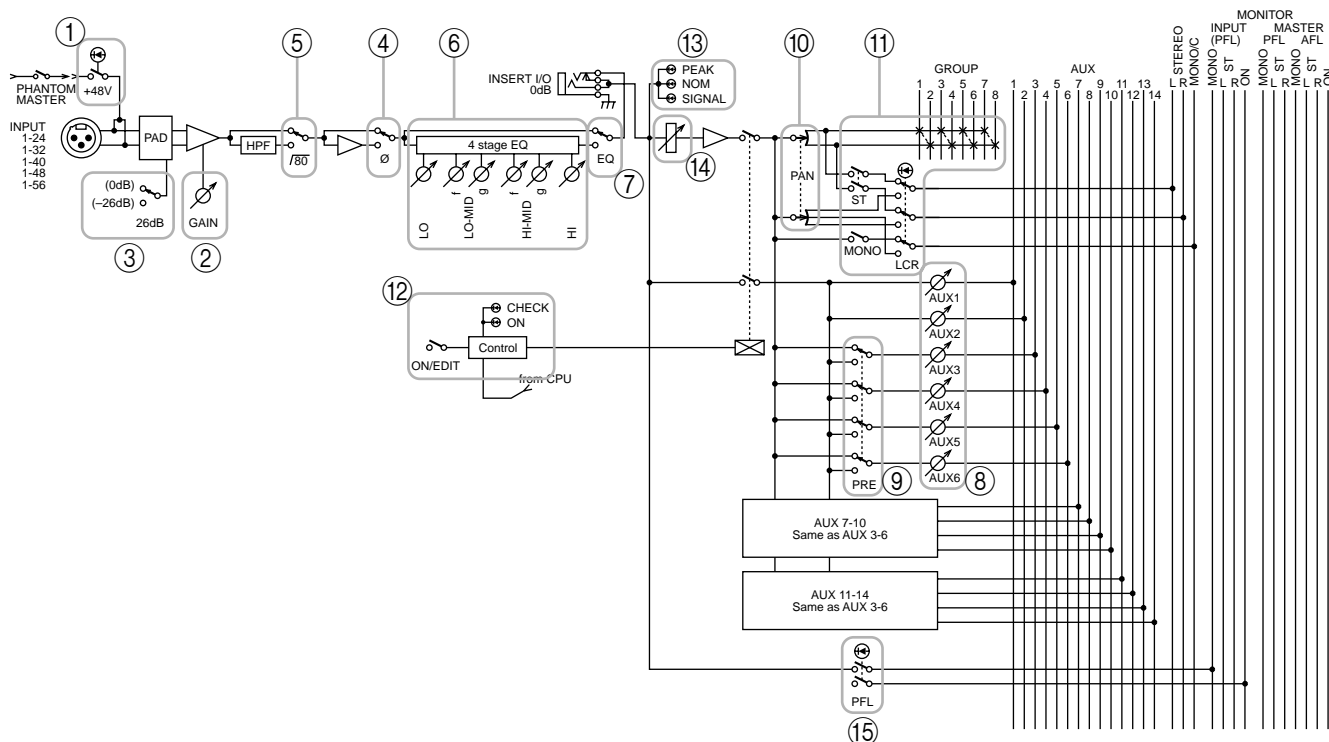 MONITOR
INPUT MASTER
(PFL) PFL AFL
STEREO
L R
MONO/C
MONO
ST
L R
ON
MONO
ST
L R
MONO
ST
L R
ON
GROUP
1 3 5 7
2 4 6 8
AUX
1 2 3 4 5 6 7 8 9 10 11 12 13 14
①
⑤
④
⑥
⑬
⑩
⑪
+48V
PHANTOM
MASTER
INPUT
1-24
1-32
1-40
1-48
1-56
PAD
HPF
80
Ø
4 stage EQ
EQ
INSERT I/O
0dB
PEAK
NOM
SIGNAL
(0dB)
(–26dB)
26dB
GAIN
LO
f
g
LO-MID
f
g
HI-MID
HI
⑦
⑭
③
②
PAN
ST
MONO
LCR
⑫
CHECK
ON
ON/EDIT
Control
from CPU
AUX1
AUX2
AUX3
AUX4
AUX5
AUX6
PRE
⑨
⑧
AUX 7-10
Same as AUX 3-6
AUX 11-14
Same as AUX 3-6
PFL
⑮